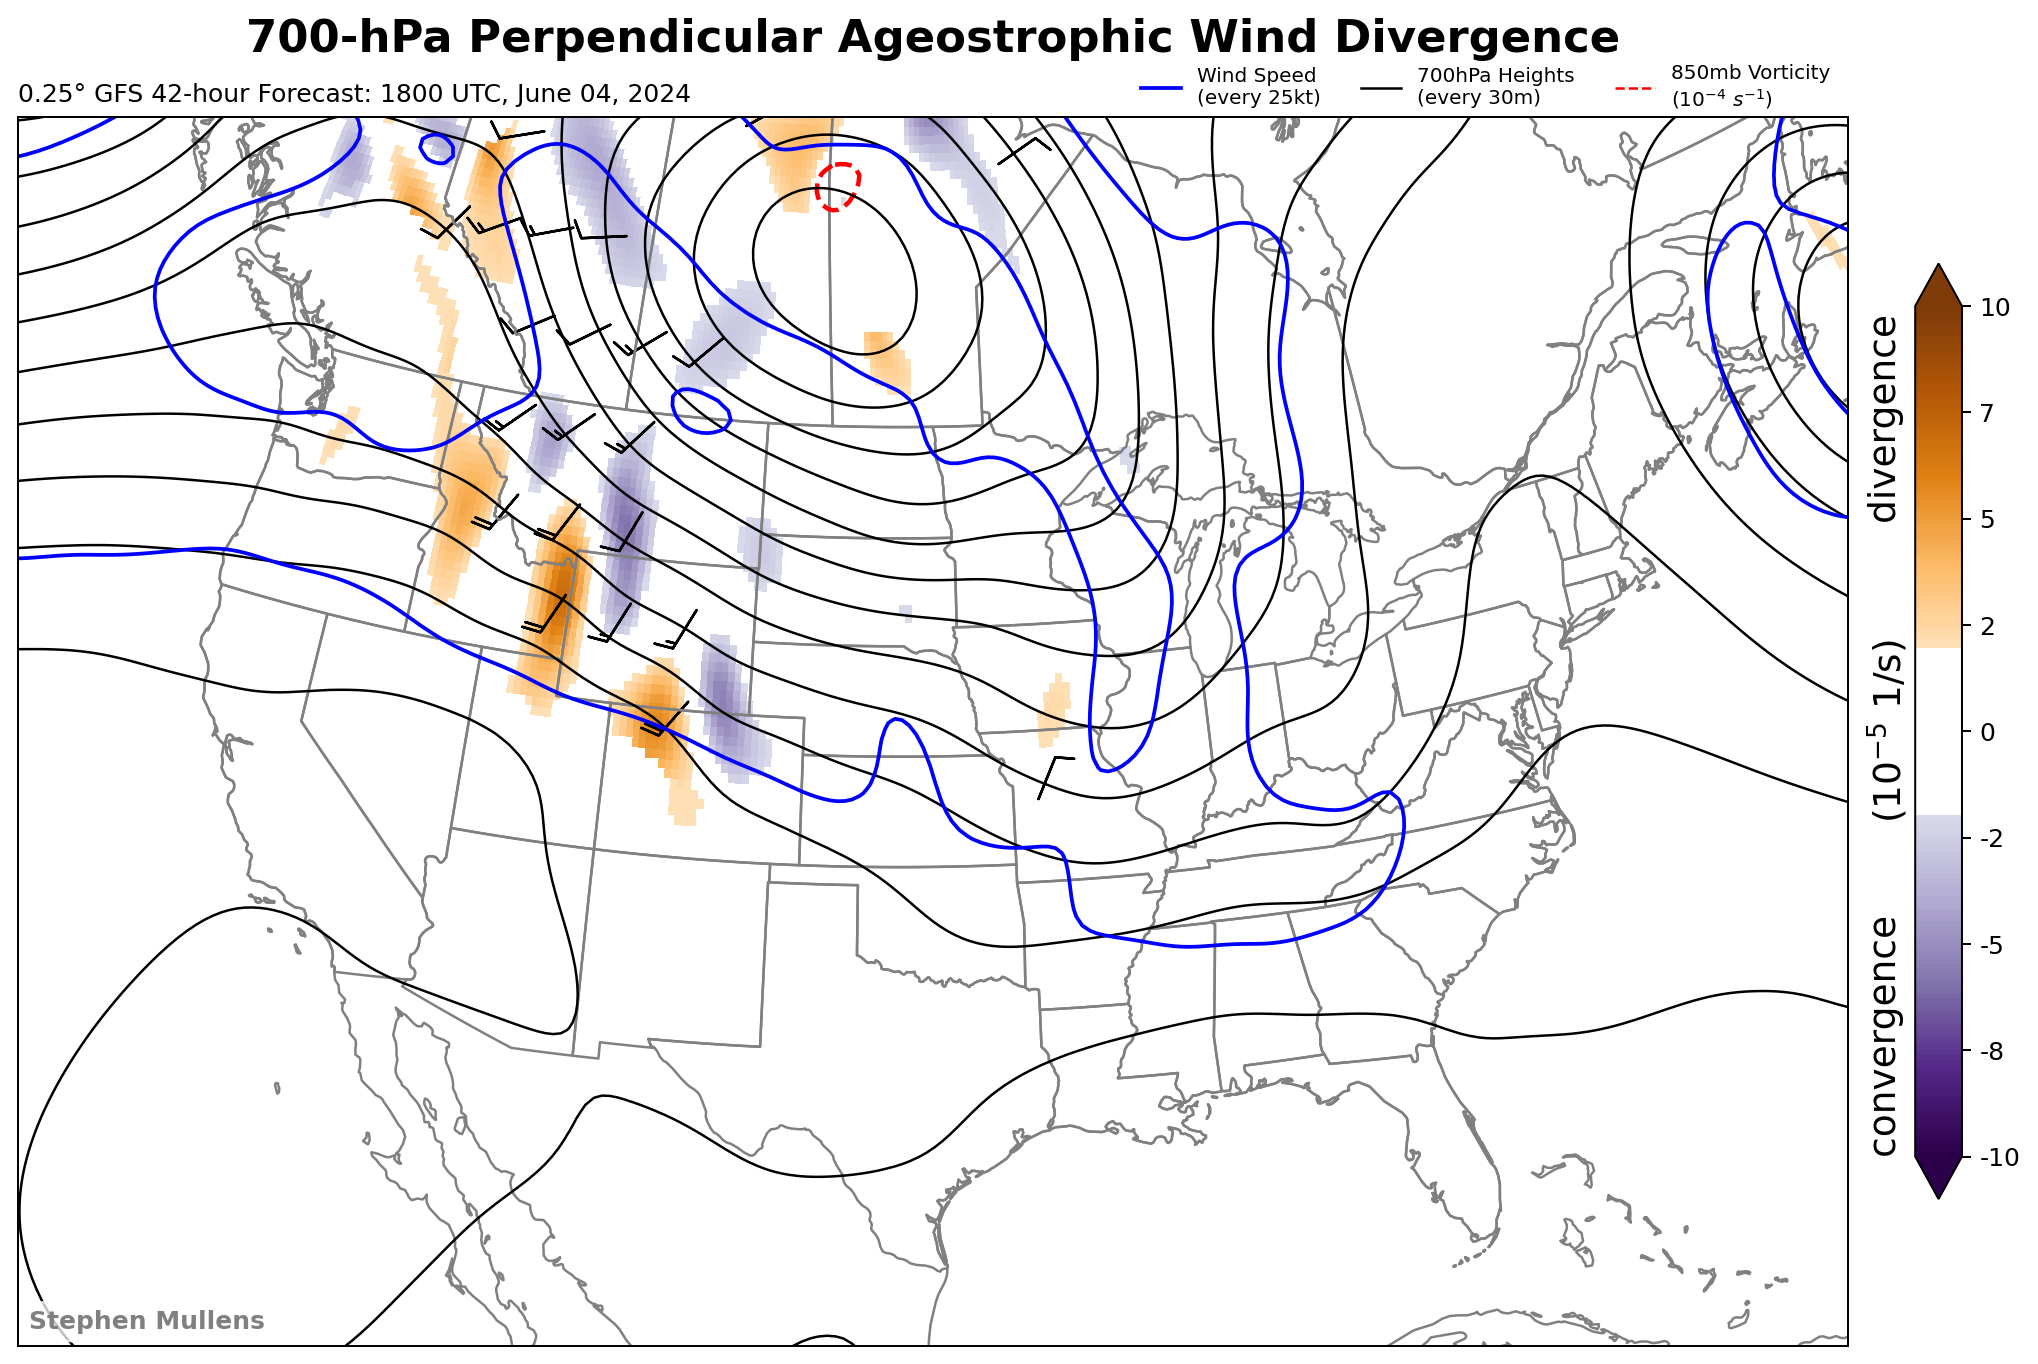 700-hPa Perpendicular Ageostrophic Wind Divergence
0.25° GFS 42-hour Forecast: 1800 UTC, June 04, 2024
Wind Speed
(every 25kt)
700hPa Heights
(every 30m)
850mb Vorticity
(10⁻⁴ s⁻¹)
divergence
(10⁻⁵ 1/s)
convergence
10
7
5
2
0
-2
-5
-8
-10
Stephen Mullens